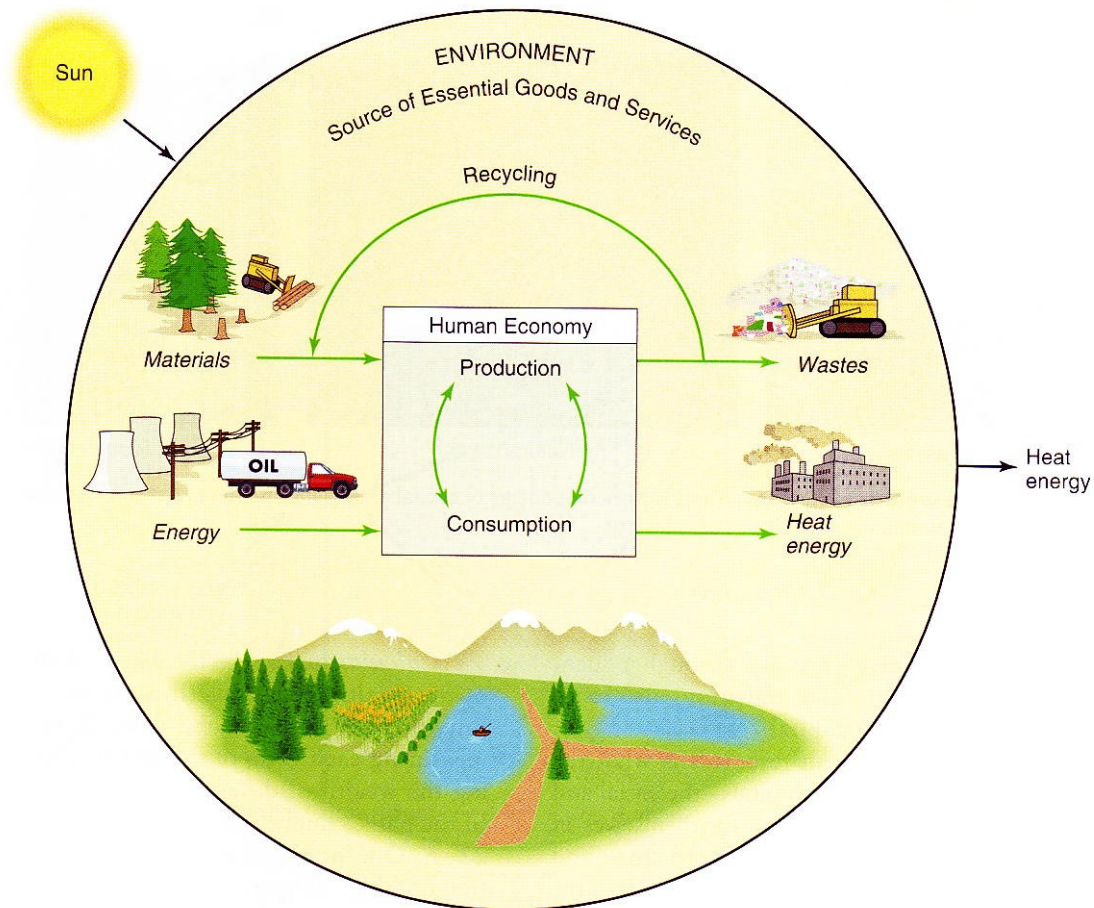 Sun
ENVIRONMENT
Source of Essential Goods and Services
Recycling
Materials
Human Economy
Production
Wastes
OIL
Energy
Consumption
Heat
energy
Heat
energy